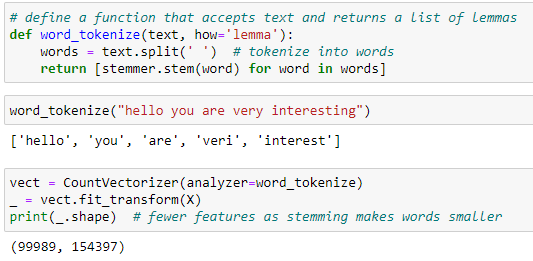 # define a function that accepts text and returns a list of lemmas
def word_tokenize(text, how='lemma'):
    words = text.split(' ')  # tokenize into words
    return [stemmer.stem(word) for word in words]
word_tokenize("hello you are very interesting")
['hello', 'you', 'are', 'veri', 'interest']
vect = CountVectorizer(analyzer=word_tokenize)
_ = vect.fit_transform(X)
print(_.shape)  # fewer features as stemming makes words smaller
(99989, 154397)